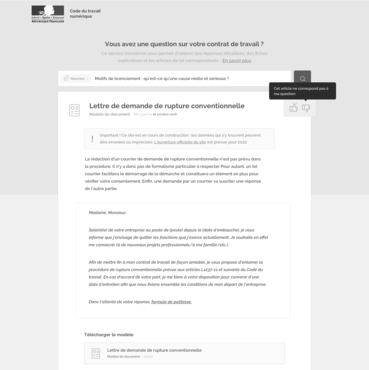 Code du travail
numérique
RÉPUBLIQUE FRANÇAISE
Vous avez une question sur votre contrat de travail ?
Le service numérique vous permet d'obtenir des réponses détaillées, des fiches
explicatives et les articles de loi correspondants : En savoir plus
Motifs de licenciement : qu'est-ce qu'une cause réelle et sérieuse ?
Cet article ne correspond pas à
ma question
Lettre de demande de rupture conventionnelle
Modèle de document
Important ! Ce site est en cours de construction : les données qui s'y trouvent peuvent
être erronées ou imprécises. L'ouverture officielle du site est prévue pour 2020
La rédaction d'un courrier de demande de rupture conventionnelle n'est pas prévu dans
la procédure. Il n'y a donc pas de formalisme particulier à respecter. Pour autant, un tel
courrier facilitera le démarrage de la démarche et constituera un élément en plus pour
vérifier votre consentement. Enfin, une demande par un courrier va susciter une réponse
de l'autre partie.
Madame, Monsieur,
Salarié(e) de votre entreprise au poste de (poste) depuis le (date d'embauche), je vous
informe que j'envisage de quitter les fonctions que j'exerce actuellement. Je souhaite en effet
me consacrer (à de nouveaux projets professionnels/à ma famille/etc.).
Afin de mettre fin à mon contrat de travail de façon amiable, je vous propose d'entamer la
procédure de rupture conventionnelle prévue aux articles L1237-11 et suivants du Code du
travail. En cas d'accord de votre part, je me tiens à votre disposition pour convenir d'une
date d'entretien afin que nous fixions ensemble les conditions de mon départ de l'entreprise.
Dans l'attente de votre réponse, formule de politesse.
Télécharger le modèle
Lettre de demande de rupture conventionnelle
Modèle de document